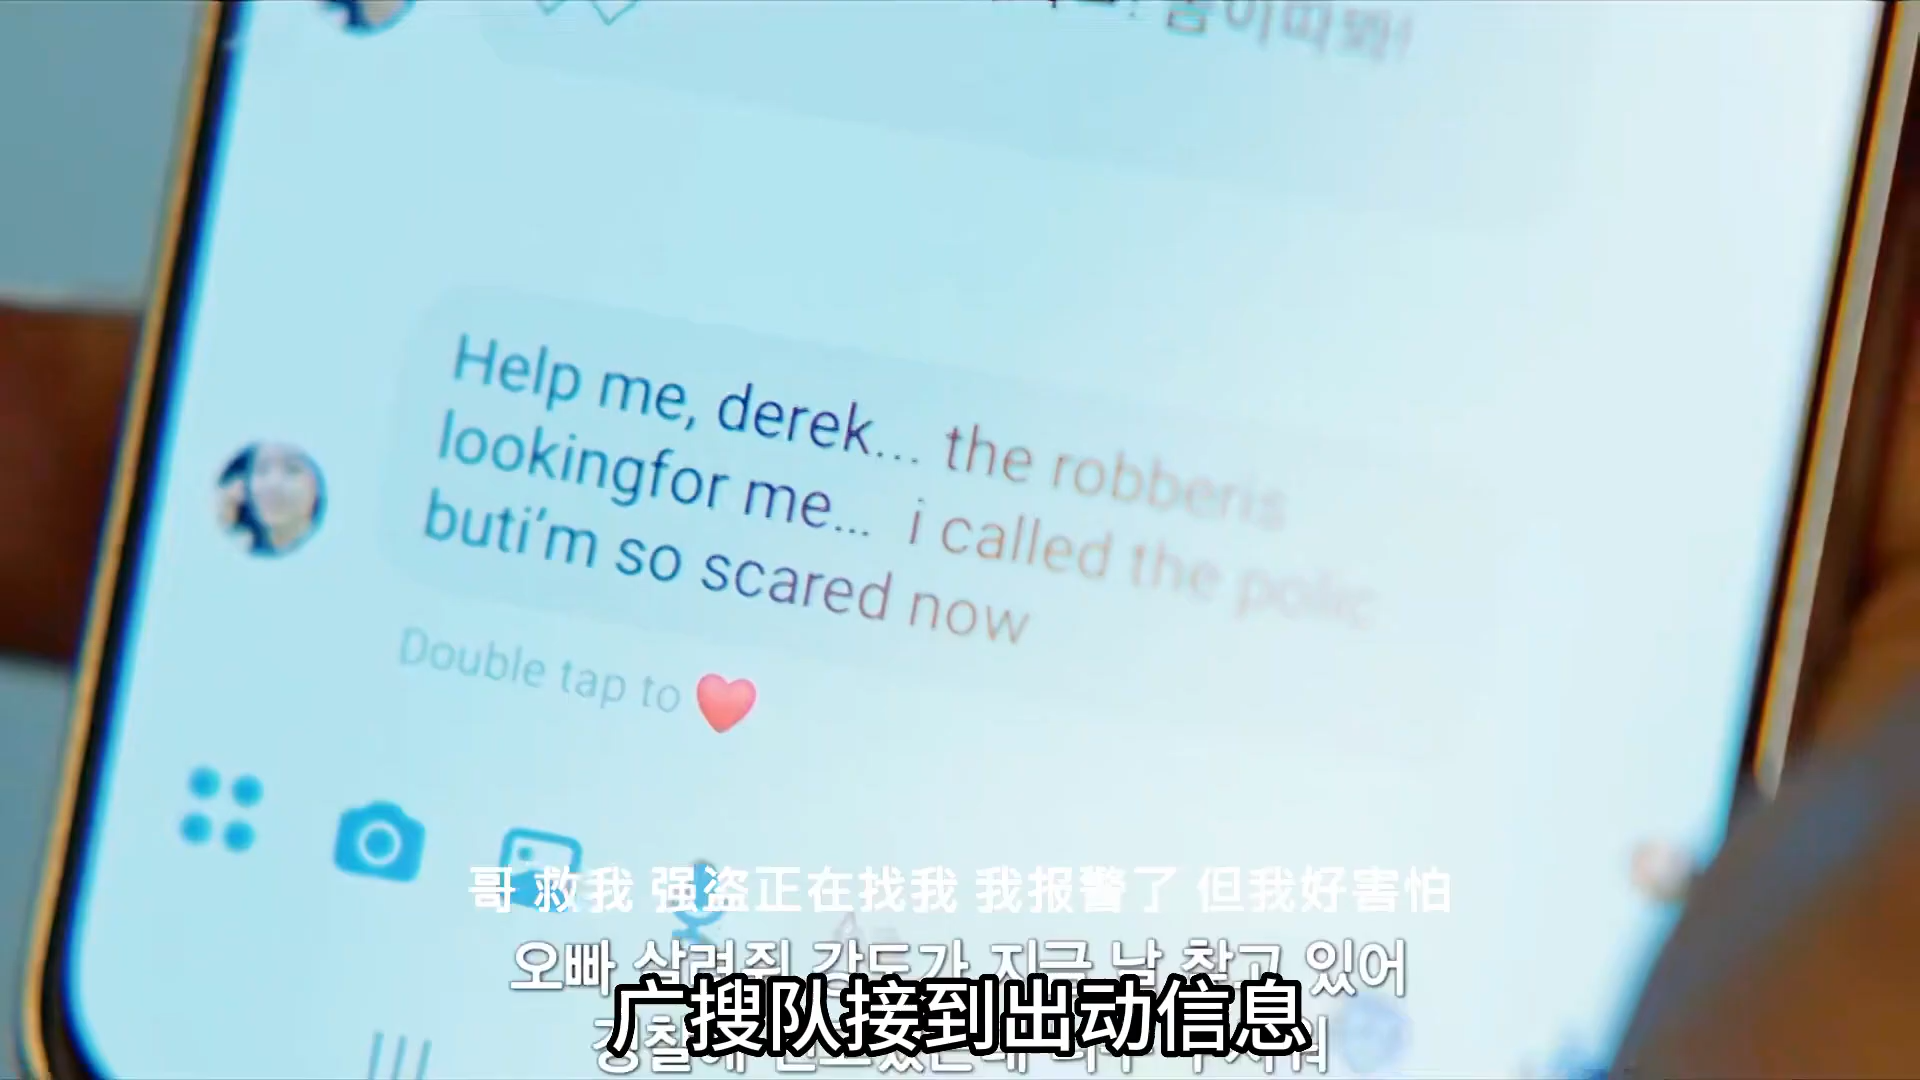 Help me, derek... the robberis
lookingfor me... i called the polic
buti'm so scared now
Double tap to ❤️
哥 救我 强盗正在找我 我报警了 但我好害怕
오빠 살려줘 강도가 지금 날 찾고 있어
广搜队接到出动信息